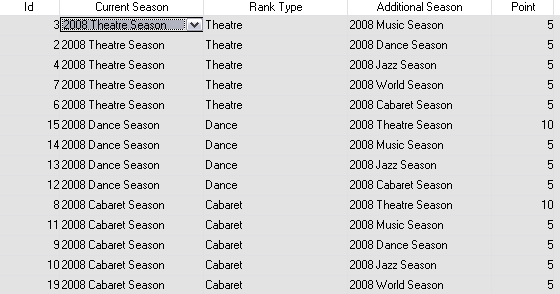 Id Current Season Rank Type Additional Season Point
3 2008 Theatre Season Theatre 2008 Music Season 5
2 2008 Theatre Season Theatre 2008 Dance Season 5
4 2008 Theatre Season Theatre 2008 Jazz Season 5
7 2008 Theatre Season Theatre 2008 World Season 5
6 2008 Theatre Season Theatre 2008 Cabaret Season 5
15 2008 Dance Season Dance 2008 Theatre Season 10
14 2008 Dance Season Dance 2008 Music Season 5
13 2008 Dance Season Dance 2008 Jazz Season 5
12 2008 Dance Season Dance 2008 Cabaret Season 5
8 2008 Cabaret Season Cabaret 2008 Theatre Season 10
11 2008 Cabaret Season Cabaret 2008 Music Season 5
9 2008 Cabaret Season Cabaret 2008 Dance Season 5
10 2008 Cabaret Season Cabaret 2008 Jazz Season 5
19 2008 Cabaret Season Cabaret 2008 World Season 5